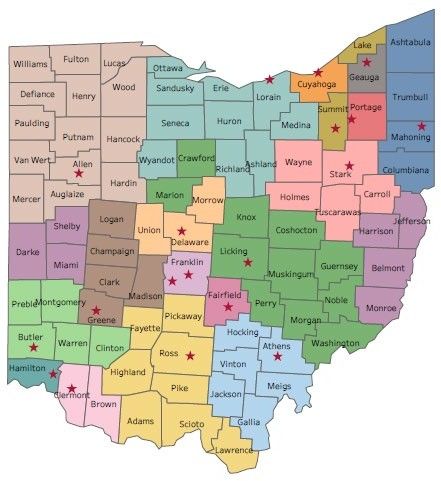 Lake
Ashtabula
Williams
Fulton
Lucas
Ottawa
Geauga
Cuyahoga
Defiance
Henry
Wood
Sandusky
Erie
Lorain
Trumbull
Summit
Portage
Paulding
Seneca
Huron
Medina
Mahoning
Putnam
Hancock
Van Wert
Allen
Wyandot
Crawford
Richland
Ashland
Wayne
Stark
Columbiana
Mercer
Auglaize
Hardin
Marion
Morrow
Holmes
Carroll
Tuscarawas
Jefferson
Logan
Knox
Shelby
Union
Delaware
Coshocton
Harrison
Darke
Miami
Champaign
Franklin
Licking
Guernsey
Belmont
Clark
Madison
Muskingum
Preble
Montgomery
Greene
Fairfield
Perry
Noble
Monroe
Pickaway
Fayette
Morgan
Butler
Warren
Clinton
Hocking
Athens
Washington
Hamilton
Ross
Vinton
Clermont
Highland
Pike
Jackson
Meigs
Brown
Adams
Scioto
Gallia
Lawrence